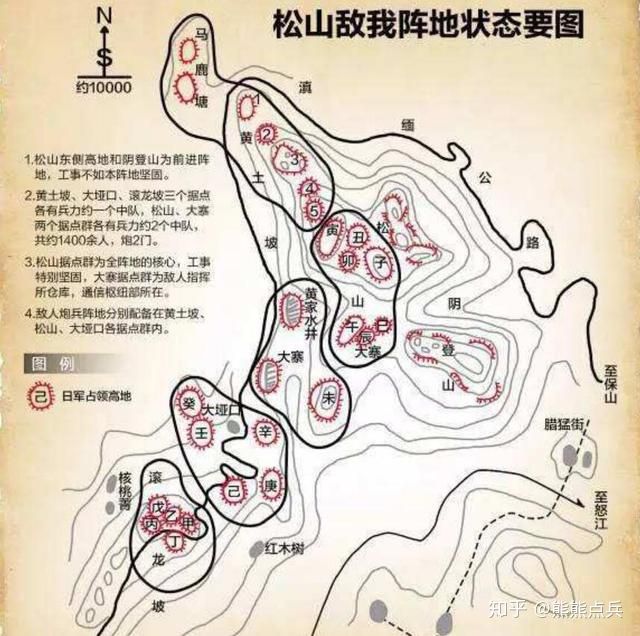 松山敌我阵地状态要图
N
S
约10000
1.松山东侧高地和阴登山为前进阵
地，工事不如本阵地坚固。
2.黄土坡、大垭口、滚龙坡三个据点
各有兵力约一个中队，松山、大寨
两个据点群各有兵力约2个中队，
共约1400余人，炮2门。
3.松山据点群为全阵地的核心，工事
特别坚固，大寨据点群为敌人指挥
所仓库，通信枢纽部所在。
4.敌人炮兵阵地分别配备在黄土坡、
松山、大垭口各据点群内。
图 例
己
日军占领高地
马鹿塘
滇缅公路
黄土坡
1
2
3
4
5
松山
寅
丑
卯
子
午
辰
巳
大寨
阴登山
至保山
黄家水井
大寨
未
癸
大垭口
壬
辛
己
庚
滚龙坡
戊
乙
丙
甲
丁
核桃菁
红木树
腊猛街
至怒江
知乎 @熊熊点兵